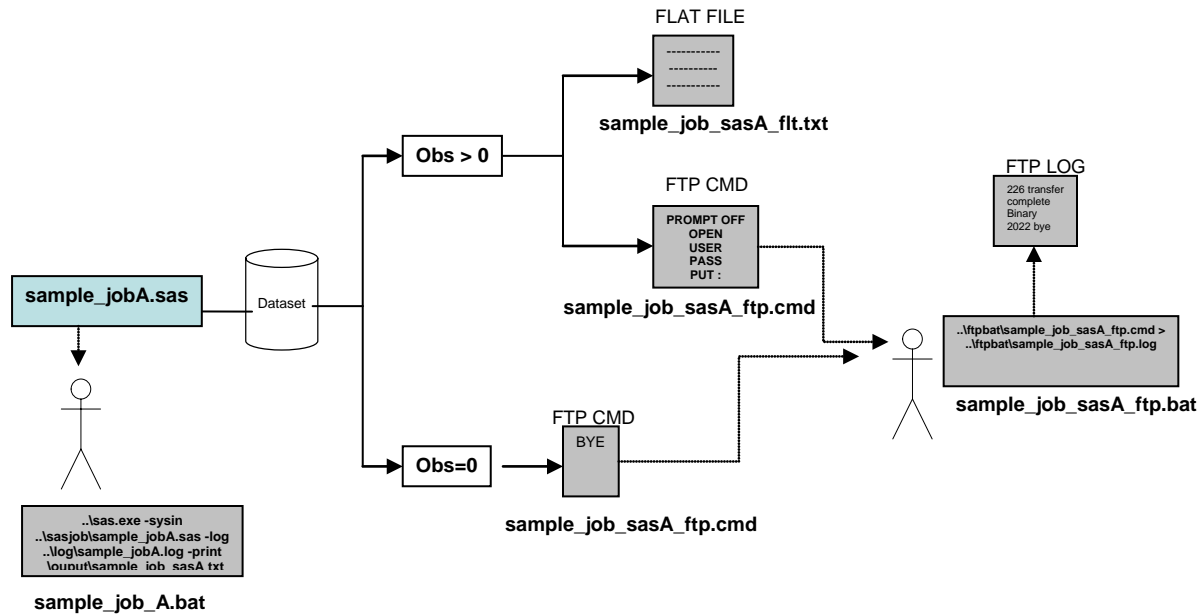 FLAT FILE
-----------
----------
-----------
sample_job_sasA_flt.txt
Obs > 0
FTP CMD
PROMPT OFF
OPEN
USER
PASS
PUT :
sample_job_sasA_ftp.cmd
FTP LOG
226 transfer
complete
Binary
2022 bye
sample_jobA.sas
Dataset
..\ftpbat\sample_job_sasA_ftp.cmd >
..\ftpbat\sample_job_sasA_ftp.log
sample_job_sasA_ftp.bat
Obs=0
FTP CMD
BYE
sample_job_sasA_ftp.cmd
..\sas.exe -sysin
..\sasjob\sample_jobA.sas -log
..\log\sample_jobA.log -print
\ouput\sample_job_sasA.txt
sample_job_A.bat